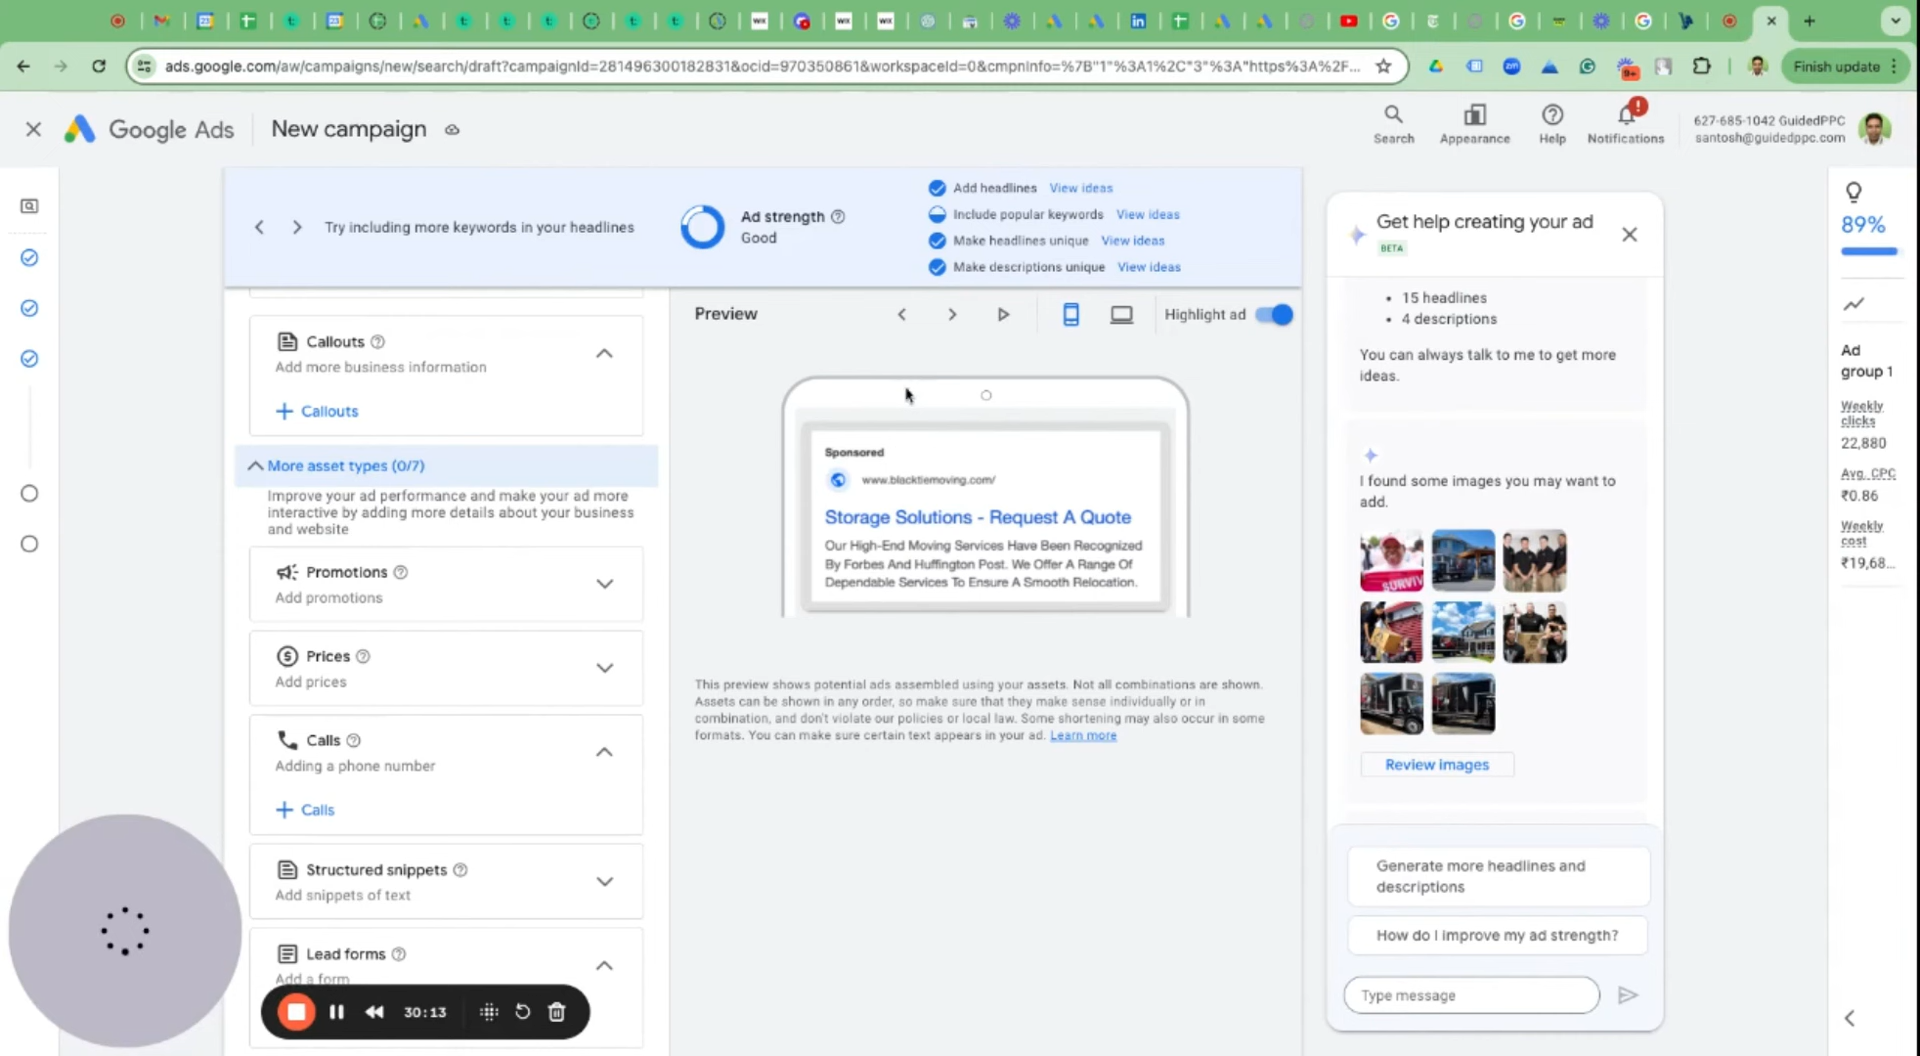 ads.google.com/aw/campaigns/new/search/draft?campaignId=281496300182831&ocid=970350861&workspaceId=0&cmpnInfo=%7B"1"%3A1%2C"3"%3A"https%3A%2F...
Finish update
Google Ads
New campaign
Search
Appearance
Help
Notifications
627-685-1042 GuidedPPC
santosh@guidedppc.com
Try including more keywords in your headlines
Ad strength
Good
Add headlines View ideas
Include popular keywords View ideas
Make headlines unique View ideas
Make descriptions unique View ideas
Callouts
Add more business information
+ Callouts
More asset types (0/7)
Improve your ad performance and make your ad more
interactive by adding more details about your business
and website
Promotions
Add promotions
Prices
Add prices
Calls
Adding a phone number
+ Calls
Structured snippets
Add snippets of text
Lead forms
Add a form
30:13
Preview
Highlight ad
Sponsored
www.blacktiemoving.com/
Storage Solutions - Request A Quote
Our High-End Moving Services Have Been Recognized
By Forbes And Huffington Post. We Offer A Range Of
Dependable Services To Ensure A Smooth Relocation.
This preview shows potential ads assembled using your assets. Not all combinations are shown.
Assets can be shown in any order, so make sure that they make sense individually or in
combination, and don't violate our policies or local law. Some shortening may also occur in some
formats. You can make sure certain text appears in your ad. Learn more
Get help creating your ad
BETA
• 15 headlines
• 4 descriptions
You can always talk to me to get more
ideas.
I found some images you may want to
add.
SURVIV
Review images
Generate more headlines and
descriptions
How do I improve my ad strength?
Type message
89%
Ad
group 1
Weekly
clicks
22,880
Avg. CPC
₹0.86
Weekly
cost
₹19,68...